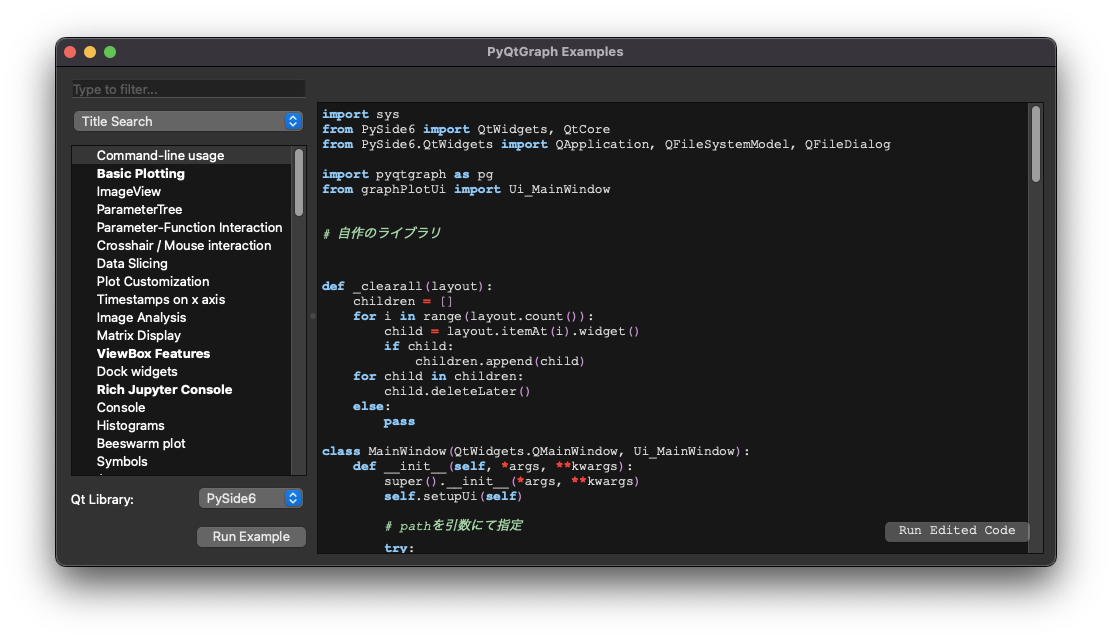 PyQtGraph Examples
Type to filter...
Title Search
Command-line usage
Basic Plotting
ImageView
ParameterTree
Parameter-Function Interaction
Crosshair / Mouse interaction
Data Slicing
Plot Customization
Timestamps on x axis
Image Analysis
Matrix Display
ViewBox Features
Dock widgets
Rich Jupyter Console
Console
Histograms
Beeswarm plot
Symbols
Qt Library:
PySide6
Run Example
import sys
from PySide6 import QtWidgets, QtCore
from PySide6.QtWidgets import QApplication, QFileSystemModel, QFileDialog
import pyqtgraph as pg
from graphPlotUi import Ui_MainWindow
# 自作のライブラリ
def _clearall(layout):
    children = []
    for i in range(layout.count()):
        child = layout.itemAt(i).widget()
        if child:
            children.append(child)
    for child in children:
        child.deleteLater()
    else:
        pass
class MainWindow(QtWidgets.QMainWindow, Ui_MainWindow):
    def __init__(self, *args, **kwargs):
        super().__init__(*args, **kwargs)
        self.setupUi(self)
        # pathを引数にて指定
        try:
Run Edited Code